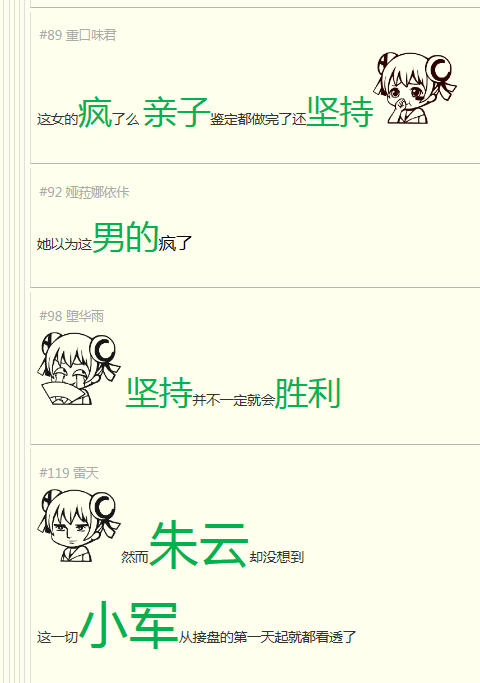 #89 重口味君
这女的疯了么 亲子鉴定都做完了还坚持
#92 娅菈娜依佧
她以为这男的疯了
#98 堕华雨
坚持并不一定就会胜利
#119 雷天
然而朱云却没想到
这一切小军从接盘的第一天起就都看透了